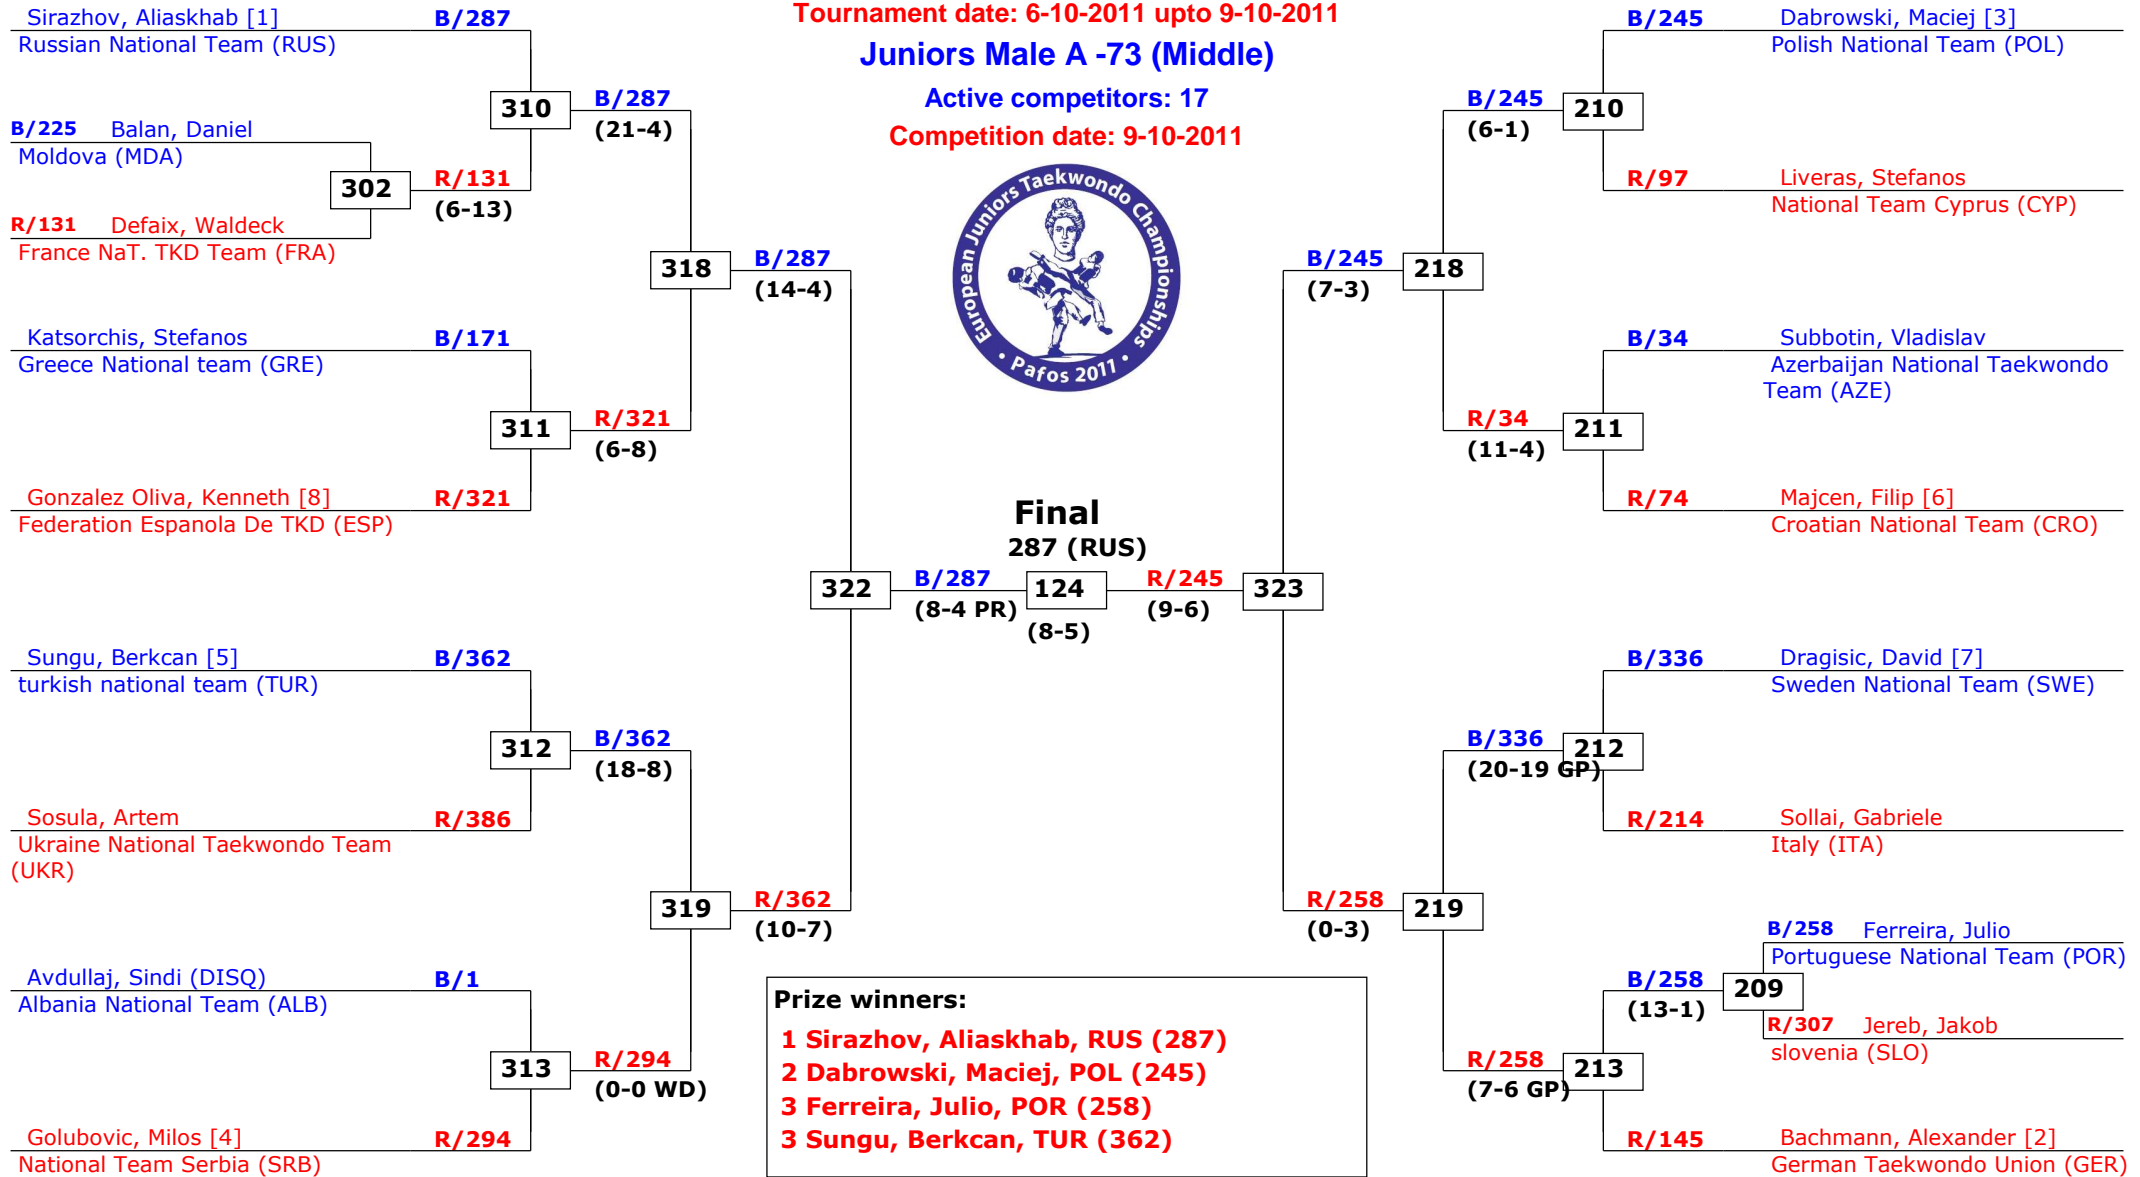 Tournament date: 6-10-2011 upto 9-10-2011
Juniors Male A -73 (Middle)
Active competitors: 17
Competition date: 9-10-2011
European Juniors Taekwondo Championships
• Pafos 2011 •
Sirazhov, Aliaskhab [1] B/287
Russian National Team (RUS)
310
B/287
(21-4)
B/225 Balan, Daniel
Moldova (MDA)
302
R/131
(6-13)
R/131 Defaix, Waldeck
France NaT. TKD Team (FRA)
318
B/287
(14-4)
Katsorchis, Stefanos B/171
Greece National team (GRE)
311
R/321
(6-8)
Gonzalez Oliva, Kenneth [8] R/321
Federation Espanola De TKD (ESP)
322
B/287
(8-4 PR)
Sungu, Berkcan [5] B/362
turkish national team (TUR)
312
B/362
(18-8)
Sosula, Artem R/386
Ukraine National Taekwondo Team
(UKR)
319
R/362
(10-7)
Avdullaj, Sindi (DISQ) B/1
Albania National Team (ALB)
313
R/294
(0-0 WD)
Golubovic, Milos [4] R/294
National Team Serbia (SRB)
Final
287 (RUS)
124
(8-5)
R/245
(9-6)
323
B/245 Dabrowski, Maciej [3]
Polish National Team (POL)
B/245
(6-1)
210
R/97 Liveras, Stefanos
National Team Cyprus (CYP)
B/245
(7-3)
218
B/34 Subbotin, Vladislav
Azerbaijan National Taekwondo
Team (AZE)
R/34
(11-4)
211
R/74 Majcen, Filip [6]
Croatian National Team (CRO)
B/336 Dragisic, David [7]
Sweden National Team (SWE)
B/336
(20-19 GP)
212
R/214 Sollai, Gabriele
Italy (ITA)
R/258
(0-3)
219
B/258 Ferreira, Julio
Portuguese National Team (POR)
B/258
(13-1)
209
R/307 Jereb, Jakob
slovenia (SLO)
R/258
(7-6 GP)
213
R/145 Bachmann, Alexander [2]
German Taekwondo Union (GER)
Prize winners:
1 Sirazhov, Aliaskhab, RUS (287)
2 Dabrowski, Maciej, POL (245)
3 Ferreira, Julio, POR (258)
3 Sungu, Berkcan, TUR (362)